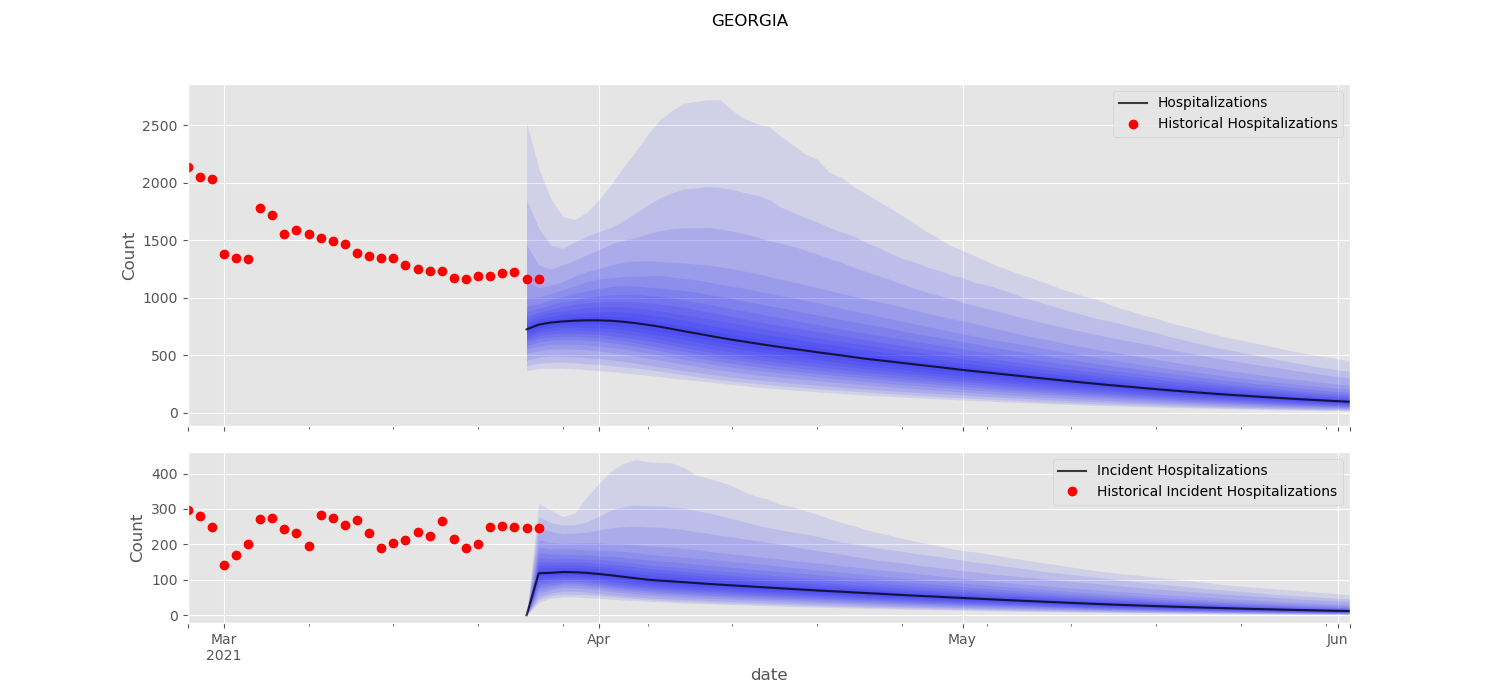 GEORGIA
Hospitalizations
Historical Hospitalizations
Count
2500
2000
1500
1000
500
0
Incident Hospitalizations
Historical Incident Hospitalizations
Count
400
300
200
100
0
Mar Apr May Jun
2021
date